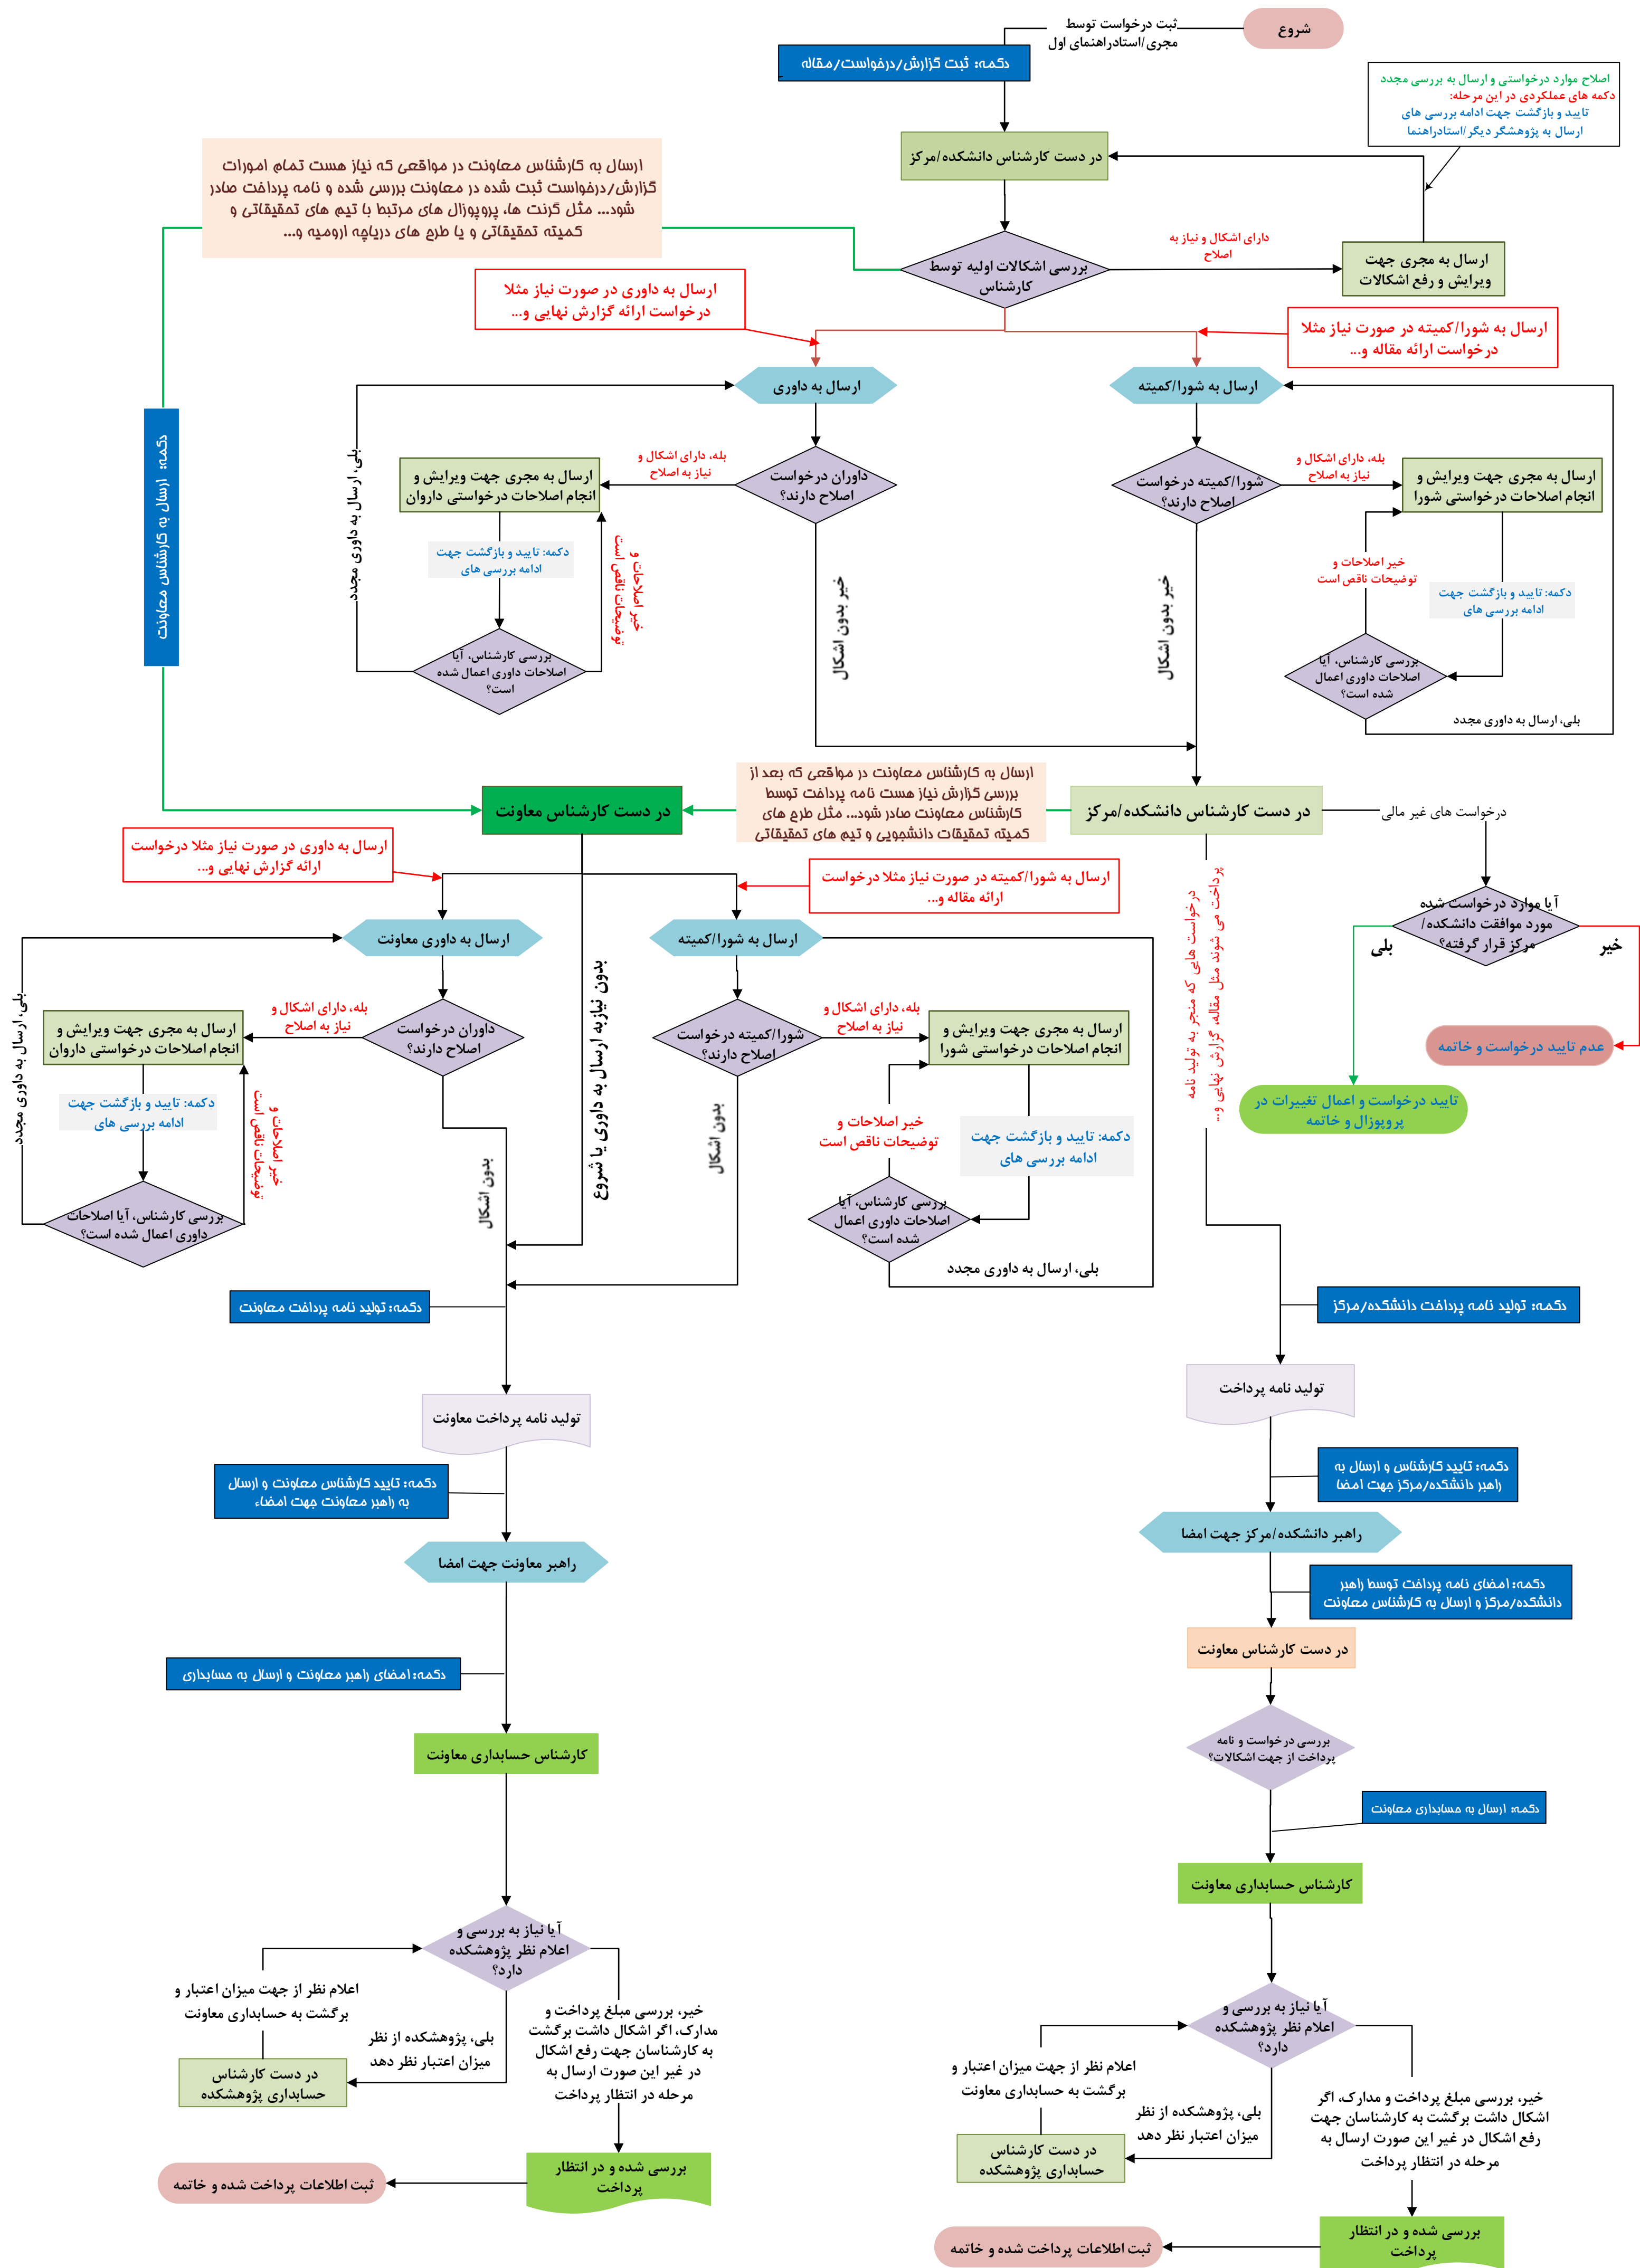 شروع
ثبت درخواست توسط
مجری/استادراهنمای اول
دکمه: ثبت گزارش/درخواست/مقاله
اصلاح موارد درخواستی و ارسال به بررسی مجدد
دکمه های عملکردی در این مرحله:
تایید و بازگشت جهت ادامه بررسی های
ارسال به پژوهشگر دیگر/استادراهنما
در دست کارشناس دانشکده/مرکز
ارسال به کارشناس معاونت در مواقعی که نیاز هست تمام امورات
گزارش/درخواست ثبت شده در معاونت بررسی شده و نامه پرداخت صادر
شود... مثل گرنت ها، پروپوزال های مرتبط با تیم های تحقیقاتی و
کمیته تحقیقاتی و یا طرح های دریاچه ارومیه و...
دارای اشکال و نیاز به
اصلاح
ارسال به مجری جهت
ویرایش و رفع اشکالات
بررسی اشکالات اولیه توسط
کارشناس
ارسال به داوری در صورت نیاز مثلا
درخواست ارائه گزارش نهایی و...
ارسال به شورا/کمیته در صورت نیاز مثلا
درخواست ارائه مقاله و...
ارسال به شورا/کمیته
ارسال به داوری
دکمه: ارسال به کارشناس معاونت
شورا/کمیته درخواست
اصلاح دارند؟
بله، دارای اشکال و
نیاز به اصلاح
ارسال به مجری جهت ویرایش و
انجام اصلاحات درخواستی شورا
خیر اصلاحات و
توضیحات ناقص است
دکمه: تایید و بازگشت جهت
ادامه بررسی های
بررسی کارشناس، آیا
اصلاحات داوری اعمال
شده است؟
بلی، ارسال به داوری مجدد
خیر بدون اشکال
داوران درخواست
اصلاح دارند؟
بله، دارای اشکال و
نیاز به اصلاح
ارسال به مجری جهت ویرایش و
انجام اصلاحات درخواستی داروان
دکمه: تایید و بازگشت جهت
ادامه بررسی های
خیر اصلاحات و
توضیحات ناقص است
بررسی کارشناس، آیا
اصلاحات داوری اعمال شده
است؟
بلی، ارسال به داوری مجدد
خیر بدون اشکال
در دست کارشناس دانشکده/مرکز
ارسال به کارشناس معاونت در مواقعی که بعد از
بررسی گزارش نیاز هست نامه پرداخت توسط
کارشناس معاونت صادر شود... مثل طرح های
کمیته تحقیقات دانشجویی و تیم های تحقیقاتی
در دست کارشناس معاونت
درخواست های غیر مالی
آیا موارد درخواست شده
مورد موافقت دانشکده/
مرکز قرار گرفته؟
خیر
بلی
عدم تایید درخواست و خاتمه
تایید درخواست و اعمال تغییرات در
پروپوزال و خاتمه
درخواست هایی که منجر به تولید نامه
پرداخت می شوند مثل مقاله، گزارش نهایی و...
ارسال به داوری در صورت نیاز مثلا درخواست
ارائه گزارش نهایی و...
ارسال به شورا/کمیته در صورت نیاز مثلا درخواست
ارائه مقاله و...
ارسال به شورا/کمیته
ارسال به داوری معاونت
شورا/کمیته درخواست
اصلاح دارند؟
بله، دارای اشکال و
نیاز به اصلاح
ارسال به مجری جهت ویرایش و
انجام اصلاحات درخواستی شورا
خیر اصلاحات و
توضیحات ناقص است
دکمه: تایید و بازگشت جهت
ادامه بررسی های
بررسی کارشناس، آیا
اصلاحات داوری اعمال
شده است؟
بلی، ارسال به داوری مجدد
بدون اشکال
بدون نیازبه ارسال به داوری یا شروع
داوران درخواست
اصلاح دارند؟
بله، دارای اشکال و
نیاز به اصلاح
ارسال به مجری جهت ویرایش و
انجام اصلاحات درخواستی داروان
دکمه: تایید و بازگشت جهت
ادامه بررسی های
خیر اصلاحات و
توضیحات ناقص است
بررسی کارشناس، آیا اصلاحات
داوری اعمال شده است؟
بلی، ارسال به داوری مجدد
بدون اشکال
دکمه: تولید نامه پرداخت دانشکده/مرکز
تولید نامه پرداخت
دکمه: تایید کارشناس و ارسال به
راهبر دانشکده/مرکز جهت امضا
راهبر دانشکده/مرکز جهت امضا
دکمه: امضای نامه پرداخت توسط راهبر
دانشکده/مرکز و ارسال به کارشناس معاونت
در دست کارشناس معاونت
بررسی درخواست و نامه
پرداخت از جهت اشکالات؟
دکمه: ارسال به حسابداری معاونت
کارشناس حسابداری معاونت
آیا نیاز به بررسی و
اعلام نظر پژوهشکده
دارد؟
اعلام نظر از جهت میزان اعتبار و
برگشت به حسابداری معاونت
بلی، پژوهشکده از نظر
میزان اعتبار نظر دهد
در دست کارشناس
حسابداری پژوهشکده
خیر، بررسی مبلغ پرداخت و مدارک، اگر
اشکال داشت برگشت به کارشناسان جهت
رفع اشکال در غیر این صورت ارسال به
مرحله در انتظار پرداخت
بررسی شده و در انتظار
پرداخت
ثبت اطلاعات پرداخت شده و خاتمه
دکمه: تولید نامه پرداخت معاونت
تولید نامه پرداخت معاونت
دکمه: تایید کارشناس معاونت و ارسال
به راهبر معاونت جهت امضاء
راهبر معاونت جهت امضا
دکمه: امضای راهبر معاونت و ارسال به حسابداری
کارشناس حسابداری معاونت
آیا نیاز به بررسی و
اعلام نظر پژوهشکده
دارد؟
اعلام نظر از جهت میزان اعتبار و
برگشت به حسابداری معاونت
بلی، پژوهشکده از نظر
میزان اعتبار نظر دهد
در دست کارشناس
حسابداری پژوهشکده
خیر، بررسی مبلغ پرداخت و
مدارک، اگر اشکال داشت برگشت
به کارشناسان جهت رفع اشکال
در غیر این صورت ارسال به
مرحله در انتظار پرداخت
بررسی شده و در انتظار
پرداخت
ثبت اطلاعات پرداخت شده و خاتمه